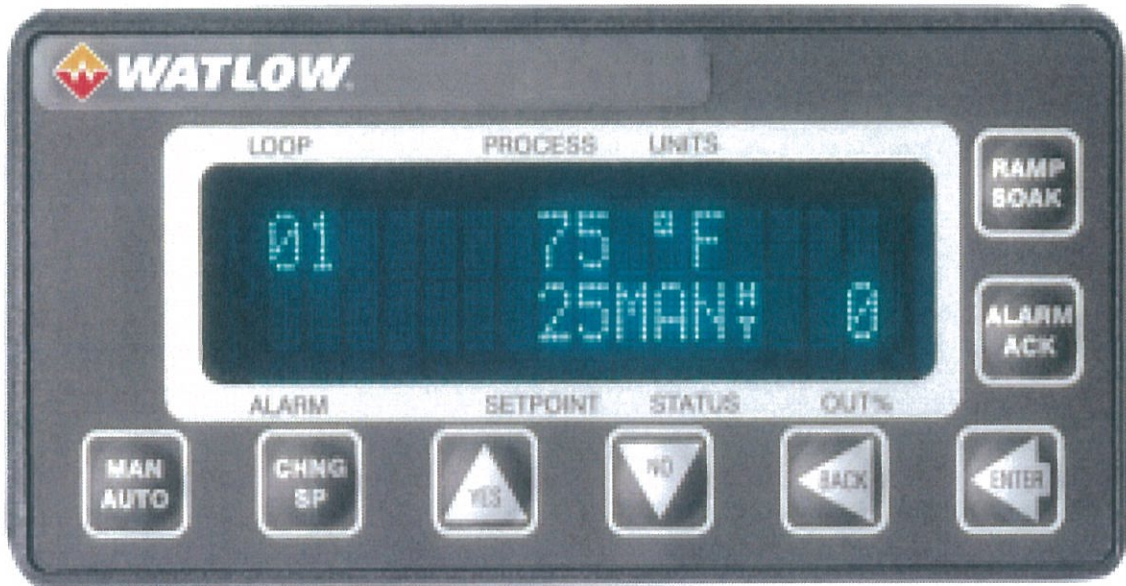 WATLOW
LOOP PROCESS UNITS
01 75 °F
25MAN 0
ALARM SETPOINT STATUS OUT%
RAMP
SOAK
ALARM
ACK
MAN
AUTO
CHNG
SP
YES
NO
BACK
ENTER